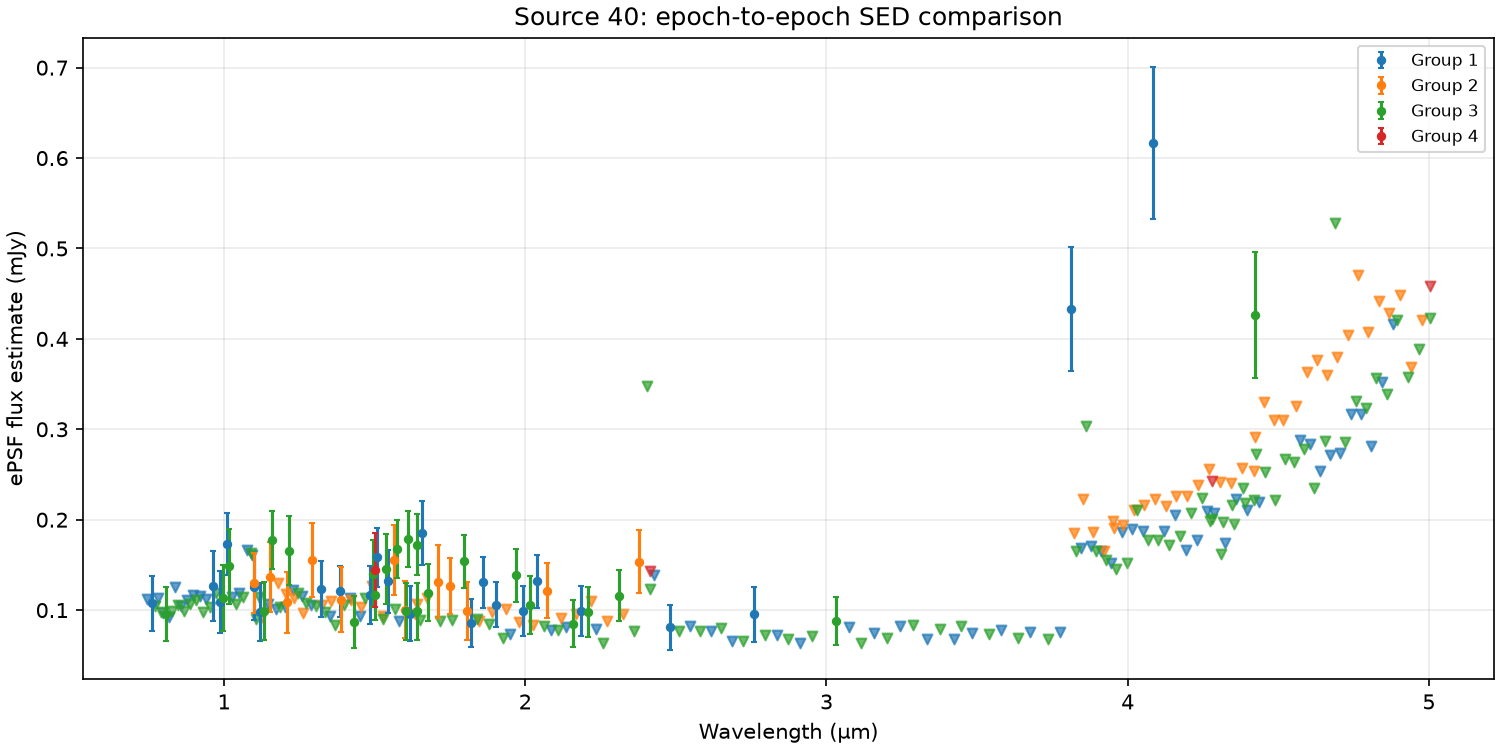 Source 40: epoch-to-epoch SED comparison
ePSF flux estimate (mJy)
0.7
0.6
0.5
0.4
0.3
0.2
0.1
Group 1
Group 2
Group 3
Group 4
1 2 3 4 5
Wavelength (μm)